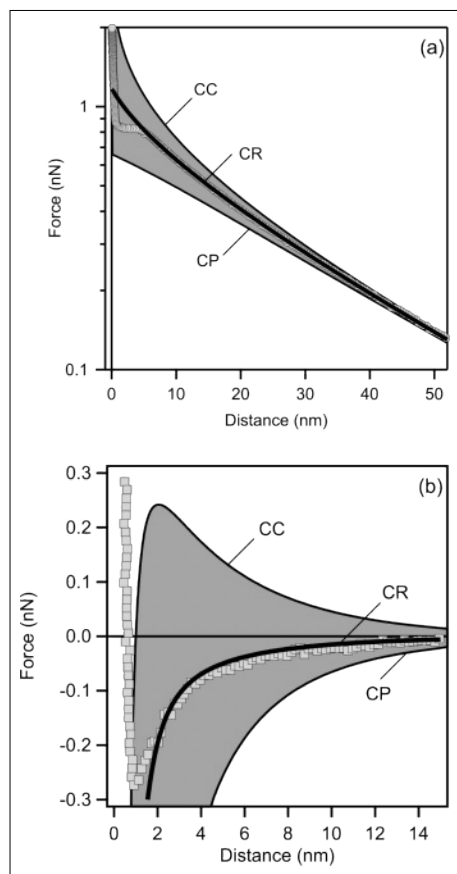 (a)
CC
1
CR
Force (nN)
CP
0.1
0 10 20 30 40 50
Distance (nm)
0.3
(b)
0.2
CC
0.1
CR
Force (nN)
0.0
-0.1
CP
-0.2
-0.3
0 2 4 6 8 10 12 14
Distance (nm)